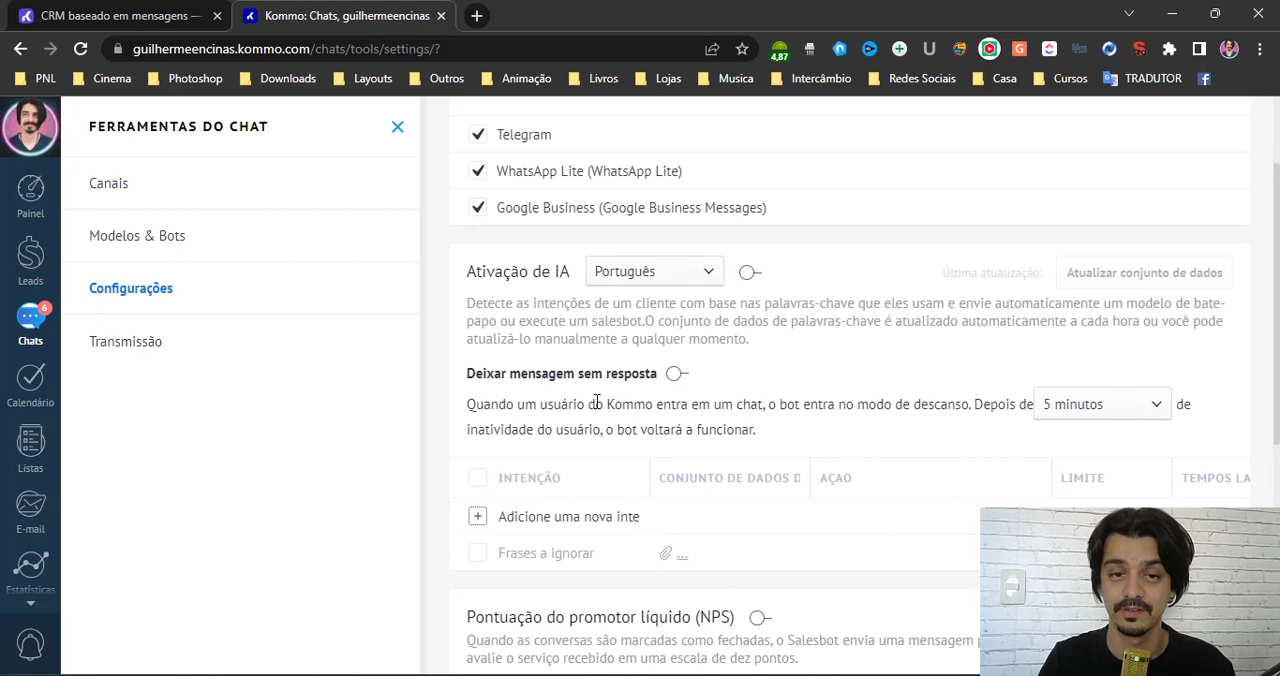 CRM baseado em mensagens —
Kommo: Chats, guilhermeencinas
guilhermeencinas.kommo.com/chats/tools/settings/?
4,87
PNL Cinema Photoshop Downloads Layouts Outros Animação Livros Lojas Musica Intercâmbio Redes Sociais Casa Cursos TRADUTOR
FERRAMENTAS DO CHAT
Canais
Modelos & Bots
Configurações
Transmissão
Painel
Leads
6
Chats
Calendário
Listas
E-mail
Estatísticas
Telegram
WhatsApp Lite (WhatsApp Lite)
Google Business (Google Business Messages)
Ativação de IA Português Última atualização: Atualizar conjunto de dados
Detecte as intenções de um cliente com base nas palavras-chave que eles usam e envie automaticamente um modelo de bate-
papo ou execute um salesbot.O conjunto de dados de palavras-chave é atualizado automaticamente a cada hora ou você pode
atualizá-lo manualmente a qualquer momento.
Deixar mensagem sem resposta
Quando um usuário do Kommo entra em um chat, o bot entra no modo de descanso. Depois de 5 minutos de
inatividade do usuário, o bot voltará a funcionar.
INTENÇÃO CONJUNTO DE DADOS D AÇAO LIMITE TEMPOS LA
Adicione uma nova inte
Frases a ignorar ...
Pontuação do promotor líquido (NPS)
Quando as conversas são marcadas como fechadas, o Salesbot envia uma mensagem
avalie o serviço recebido em uma escala de dez pontos.